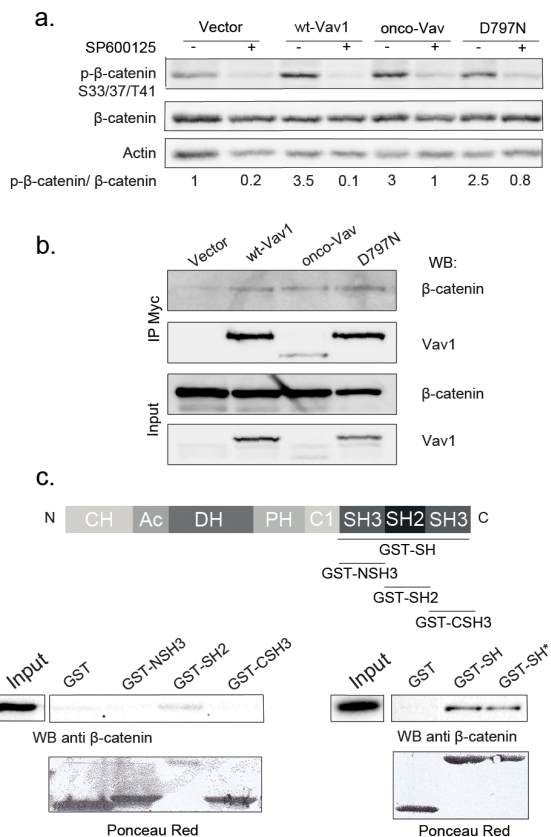 a.
Vector wt-Vav1 onco-Vav D797N
SP600125 - + - + - + - +
p-β-catenin
S33/37/T41
β-catenin
Actin
p-β-catenin/ β-catenin 1 0.2 3.5 0.1 3 1 2.5 0.8
b.
Vector wt-Vav1 onco-Vav D797N WB:
IP Myc
β-catenin
Vav1
Input
β-catenin
Vav1
c.
N CH Ac DH PH C1 SH3 SH2 SH3 C
GST-SH
GST-NSH3
GST-SH2
GST-CSH3
Input GST GST-NSH3 GST-SH2 GST-CSH3
WB anti β-catenin
Ponceau Red
Input GST GST-SH GST-SH*
WB anti β-catenin
Ponceau Red